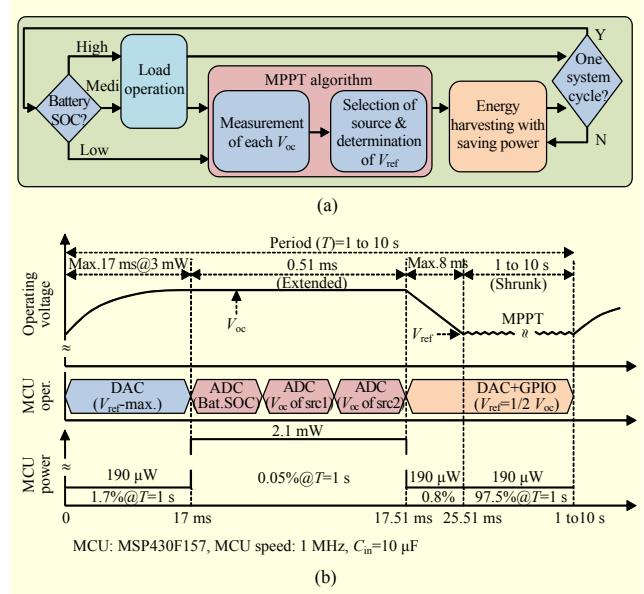 High
Medi
Low
Battery
SOC?
Load
operation
MPPT algorithm
Measurement
of each Voc
Selection of
source &
determination
of Vref
Energy
harvesting with
saving power
Y
One
system
cycle?
N
(a)
Period (T)=1 to 10 s
Max.17 ms@3 mW
0.51 ms
(Extended)
Max.8 ms
1 to 10 s
(Shrunk)
Operating
voltage
Voc
Vref
MPPT
MCU
oper.
DAC
(Vref-max.)
ADC
(Bat.SOC)
ADC
(Voc of src1)
ADC
(Voc of src2)
DAC+GPIO
(Vref=1/2 Voc)
MCU
power
2.1 mW
190 µW
1.7%@T=1 s
0.05%@T=1 s
190 µW
0.8%
190 µW
97.5%@T=1 s
0
17 ms
17.51 ms
25.51 ms
1 to10 s
MCU: MSP430F157, MCU speed: 1 MHz, Cin=10 µF
(b)